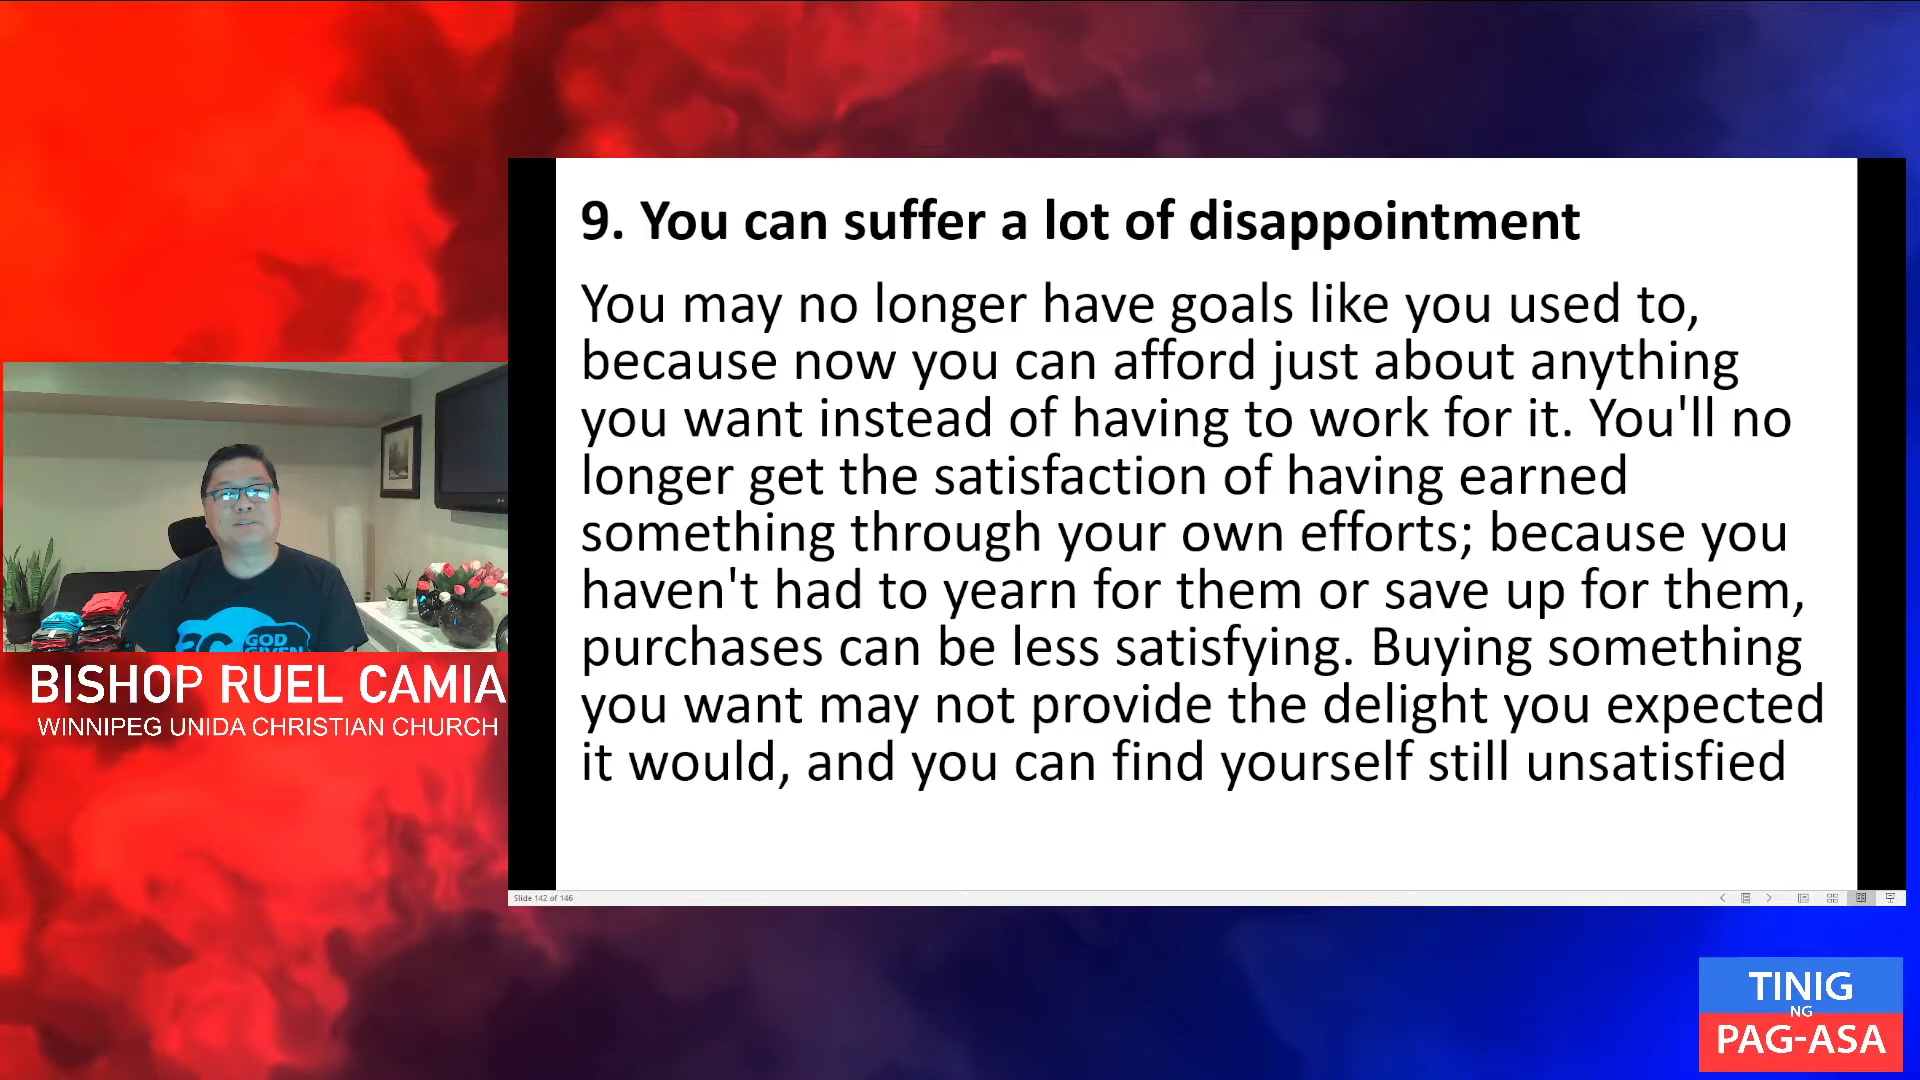 9. You can suffer a lot of disappointment
You may no longer have goals like you used to,
because now you can afford just about anything
you want instead of having to work for it. You'll no
longer get the satisfaction of having earned
something through your own efforts; because you
haven't had to yearn for them or save up for them,
purchases can be less satisfying. Buying something
you want may not provide the delight you expected
it would, and you can find yourself still unsatisfied
Slide 142 of 146
GOD
GIVEN
BISHOP RUEL CAMIA
WINNIPEG UNIDA CHRISTIAN CHURCH
TINIG
NG
PAG-ASA